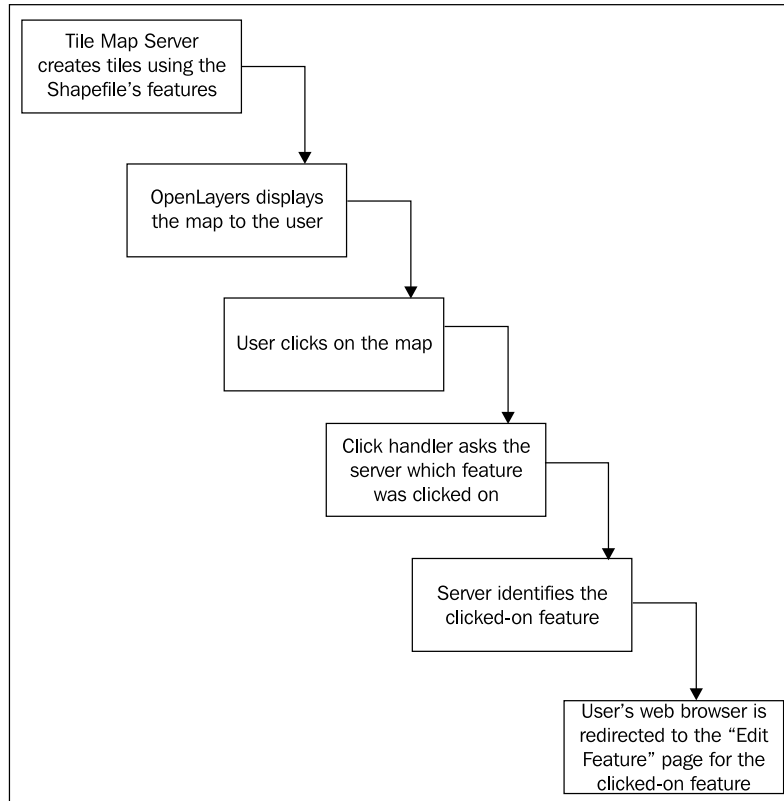 Tile Map Server
creates tiles using the
Shapefile’s features
OpenLayers displays
the map to the user
User clicks on the map
Click handler asks the
server which feature
was clicked on
Server identifies the
clicked-on feature
User’s web browser is
redirected to the “Edit
Feature” page for the
clicked-on feature